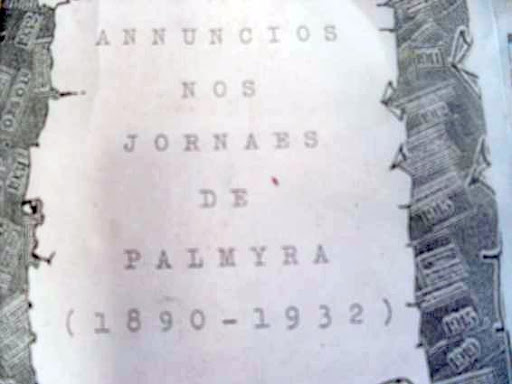 ANNUNCIOS
NOS
JORNAES
DE
PALMYRA
(1890-1932)